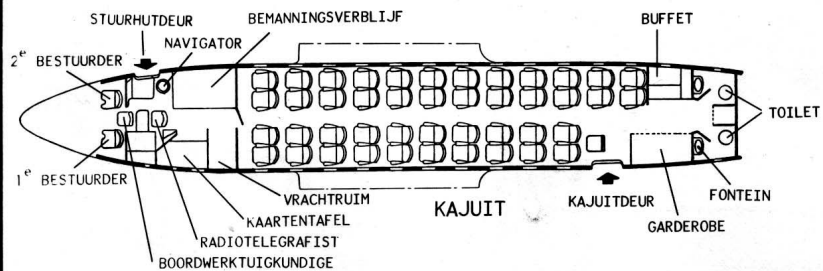 STUURHUTDEUR
BEMANNINGSVERBLIJF
BUFFET
NAVIGATOR
2e BESTUURDER
TOILET
1e BESTUURDER
VRACHTRUIM
KAJUIT
KAJUITDEUR
FONTEIN
KAARTENTAFEL
GARDEROBE
RADIOTELEGRAFIST
BOORDWERKTUIGKUNDIGE